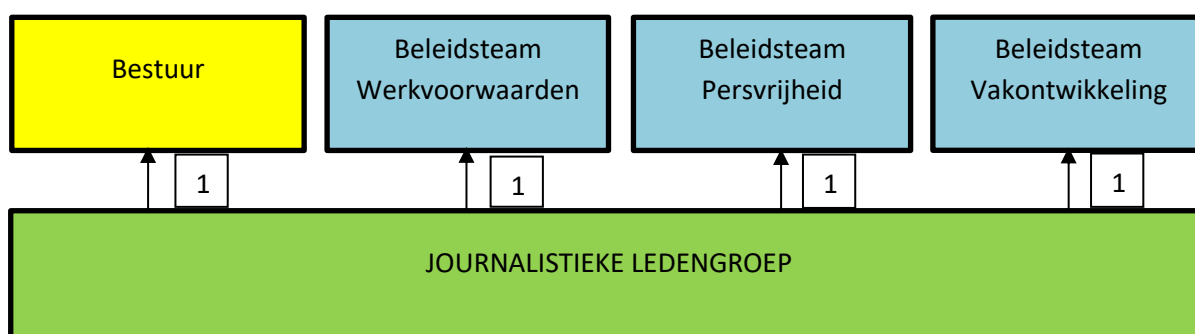 Bestuur
Beleidsteam
Werkvoorwaarden
Beleidsteam
Persvrijheid
Beleidsteam
Vakontwikkeling
1
1
1
1
JOURNALISTIEKE LEDENGROEP